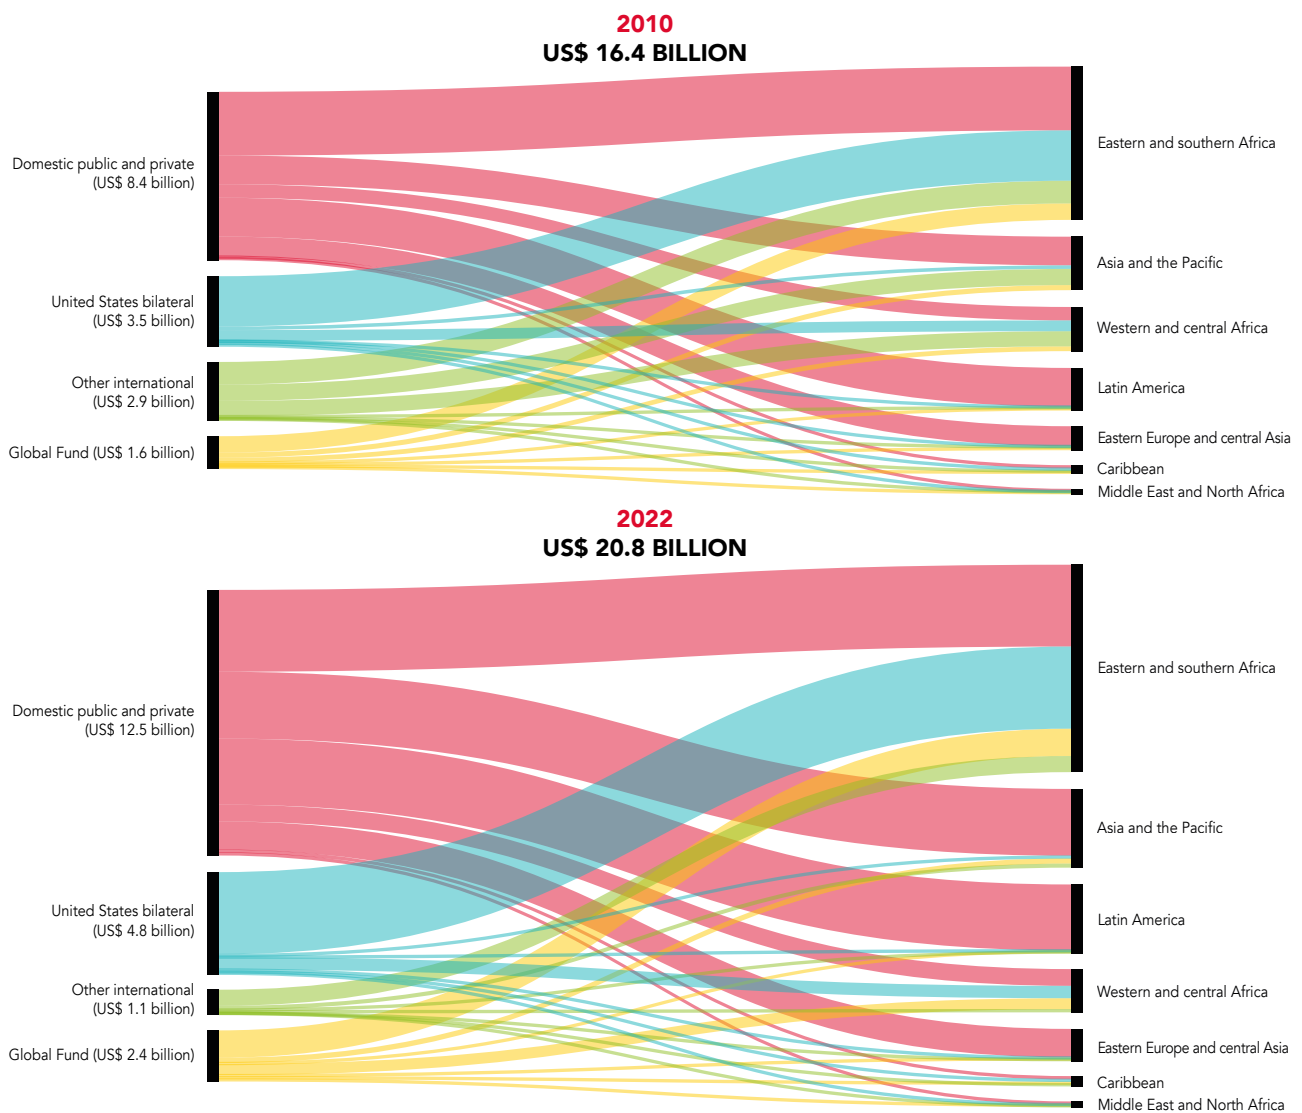 2010
US$ 16.4 BILLION
Domestic public and private
(US$ 8.4 billion)
United States bilateral
(US$ 3.5 billion)
Other international
(US$ 2.9 billion)
Global Fund (US$ 1.6 billion)
Eastern and southern Africa
Asia and the Pacific
Western and central Africa
Latin America
Eastern Europe and central Asia
Caribbean
Middle East and North Africa
2022
US$ 20.8 BILLION
Domestic public and private
(US$ 12.5 billion)
United States bilateral
(US$ 4.8 billion)
Other international
(US$ 1.1 billion)
Global Fund (US$ 2.4 billion)
Eastern and southern Africa
Asia and the Pacific
Latin America
Western and central Africa
Eastern Europe and central Asia
Caribbean
Middle East and North Africa